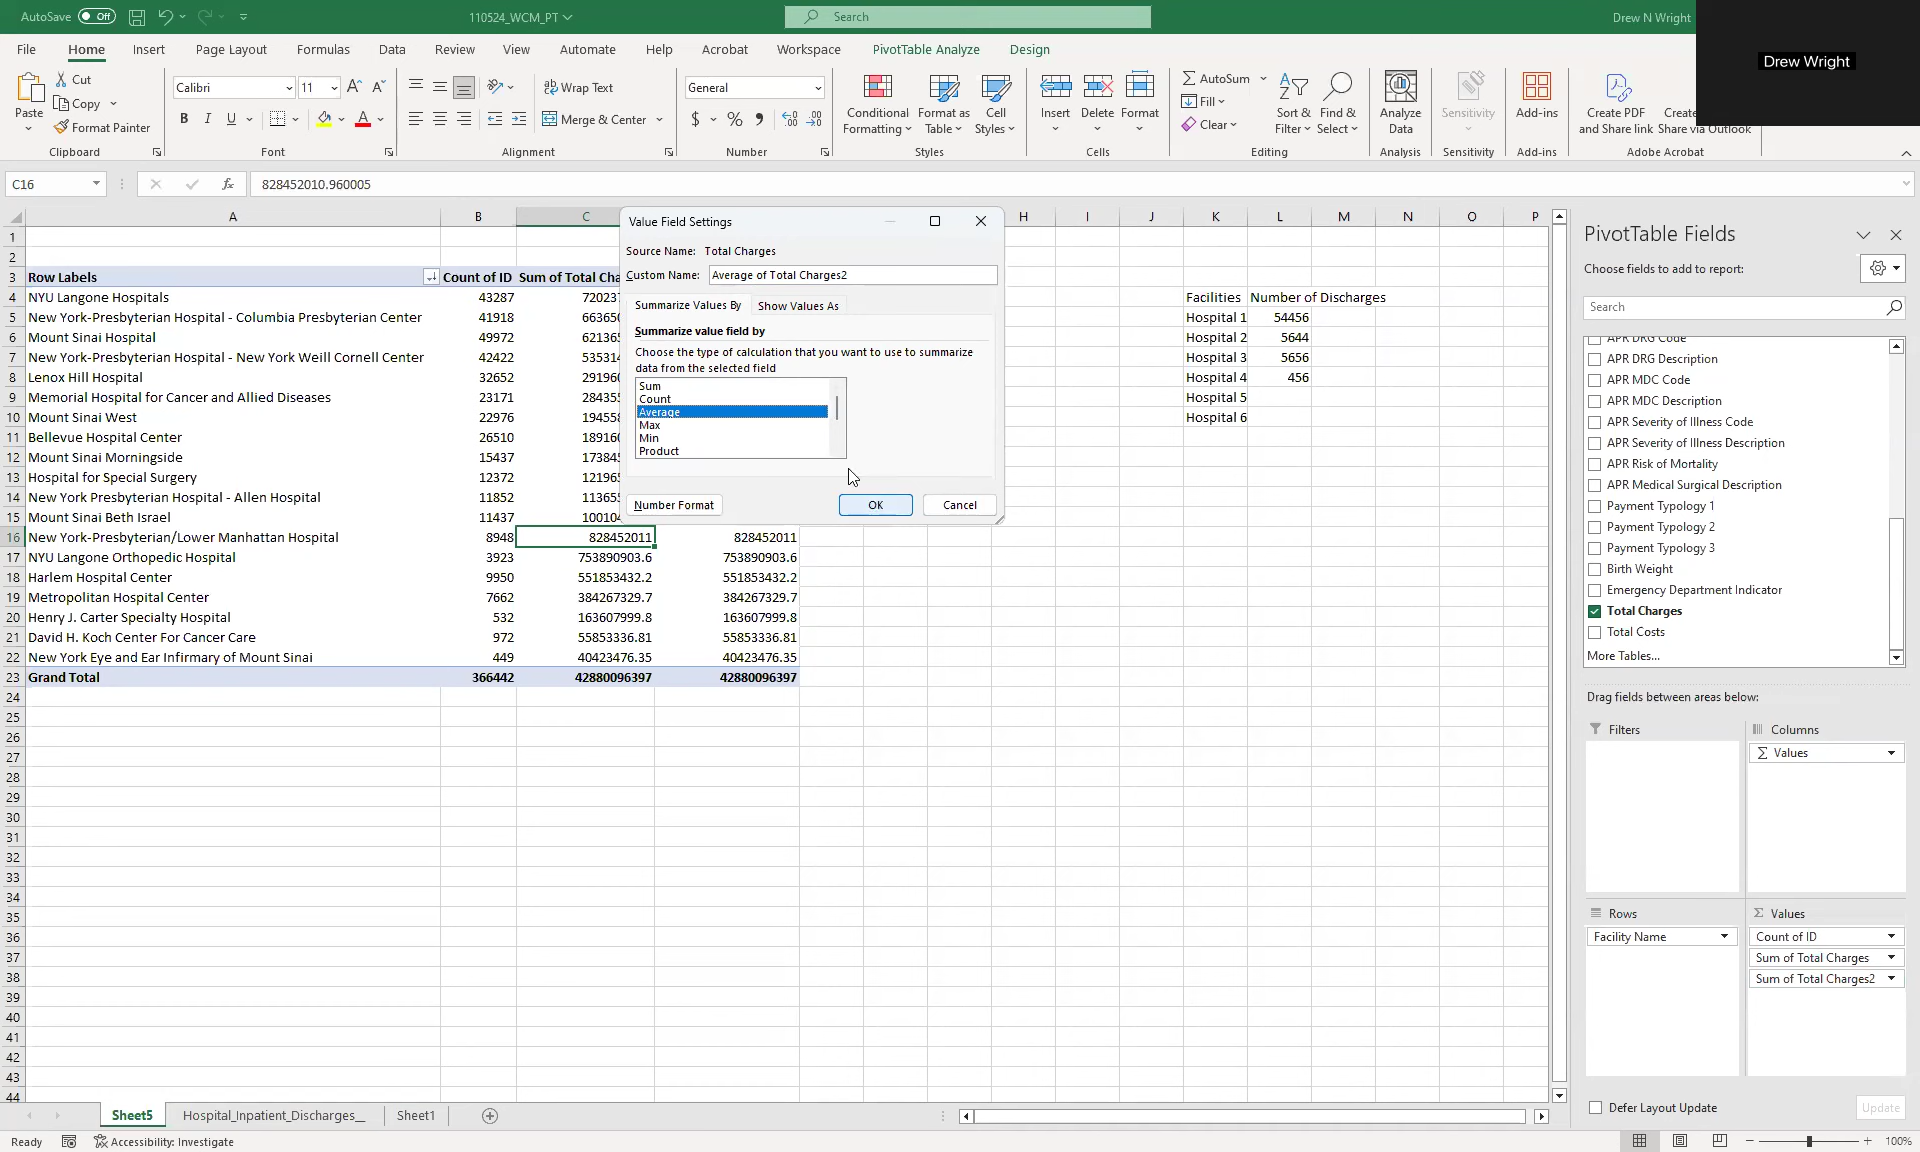 AutoSave Off 110524_WCM_PT Search Drew N Wright
Drew Wright
File Home Insert Page Layout Formulas Data Review View Automate Help Acrobat Workspace PivotTable Analyze Design
Paste Cut Copy Format Painter
Calibri 11
B I U A
Wrap Text
Merge & Center
General
$ %
Conditional Formatting
Format as Table
Cell Styles
Insert Delete Format
AutoSum
Fill
Clear
Sort & Filter
Find & Select
Analyze Data
Sensitivity
Add-ins
Create PDF and Share link
Share via Outlook
Clipboard Font Alignment Number Styles Cells Editing Analysis Sensitivity Add-ins Adobe Acrobat
C16 fx 828452010.960005
A B C H I J K L M N O P
1
2
3 Row Labels Count of ID Sum of Total Cha
4 NYU Langone Hospitals 43287 720237 Facilities Number of Discharges
5 New York-Presbyterian Hospital - Columbia Presbyterian Center 41918 663650 Hospital 1 54456
6 Mount Sinai Hospital 49972 621365 Hospital 2 5644
7 New York-Presbyterian Hospital - New York Weill Cornell Center 42422 535314 Hospital 3 5656
8 Lenox Hill Hospital 32652 291960 Hospital 4 456
9 Memorial Hospital for Cancer and Allied Diseases 23171 284355 Hospital 5
10 Mount Sinai West 22976 194558 Hospital 6
11 Bellevue Hospital Center 26510 189160
12 Mount Sinai Morningside 15437 173845
13 Hospital for Special Surgery 12372 121965
14 New York Presbyterian Hospital - Allen Hospital 11852 113655
15 Mount Sinai Beth Israel 11437 100104
16 New York-Presbyterian/Lower Manhattan Hospital 8948 828452011 828452011
17 NYU Langone Orthopedic Hospital 3923 753890903.6 753890903.6
18 Harlem Hospital Center 9950 551853432.2 551853432.2
19 Metropolitan Hospital Center 7662 384267329.7 384267329.7
20 Henry J. Carter Specialty Hospital 532 163607999.8 163607999.8
21 David H. Koch Center For Cancer Care 972 55853336.81 55853336.81
22 New York Eye and Ear Infirmary of Mount Sinai 449 40423476.35 40423476.35
23 Grand Total 366442 42880096397 42880096397
24
25
26
27
28
29
30
31
32
33
34
35
36
37
38
39
40
41
42
43
44
Value Field Settings
Source Name: Total Charges
Custom Name: Average of Total Charges2
Summarize Values By Show Values As
Summarize value field by
Choose the type of calculation that you want to use to summarize
data from the selected field
Sum
Count
Average
Max
Min
Product
Number Format OK Cancel
PivotTable Fields
Choose fields to add to report:
Search
APR DRG Code
APR DRG Description
APR MDC Code
APR MDC Description
APR Severity of Illness Code
APR Severity of Illness Description
APR Risk of Mortality
APR Medical Surgical Description
Payment Typology 1
Payment Typology 2
Payment Typology 3
Birth Weight
Emergency Department Indicator
Total Charges
Total Costs
More Tables...
Drag fields between areas below:
Filters Columns
Σ Values
Rows Σ Values
Facility Name Count of ID
Sum of Total Charges
Sum of Total Charges2
Defer Layout Update Update
Sheet5 Hospital_Inpatient_Discharges__ Sheet1
Ready Accessibility: Investigate 100%